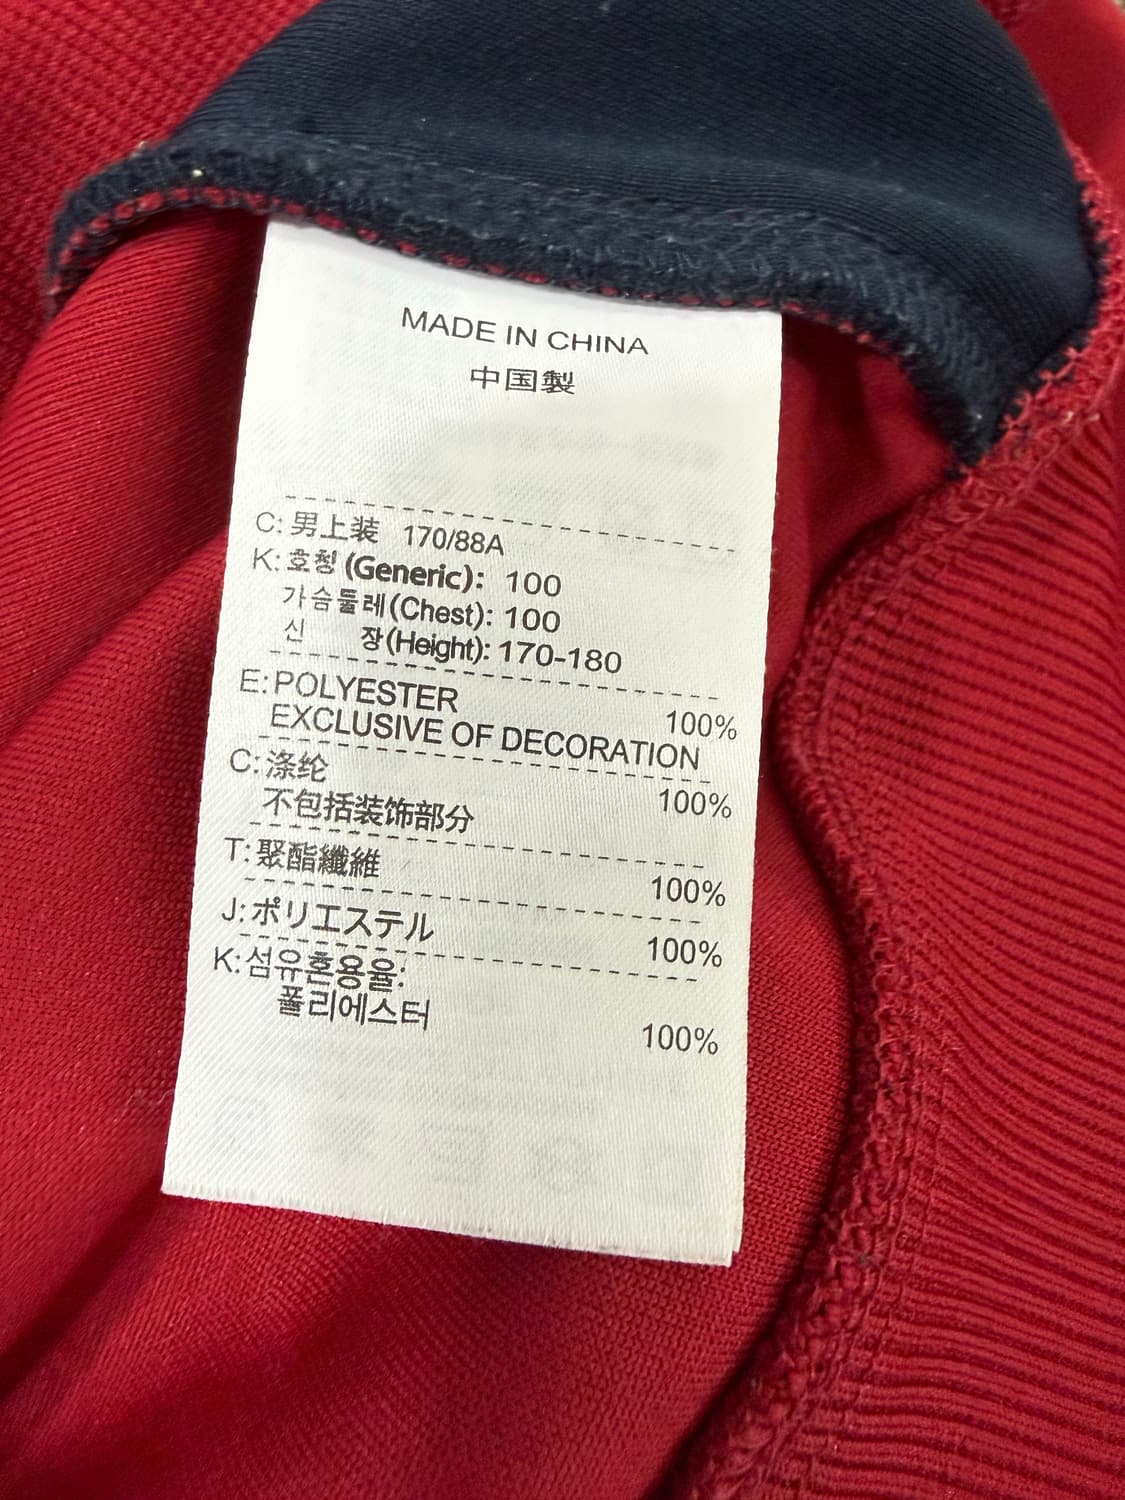 MADE IN CHINA
中国製
C: 男上装 170/88A
K: 호칭 (Generic): 100
가슴둘레(Chest): 100
신 장(Height): 170-180
E: POLYESTER 100%
EXCLUSIVE OF DECORATION
C: 涤纶 100%
不包括装饰部分
T: 聚酯纖維 100%
J: ポリエステル 100%
K: 섬유혼용율:
폴리에스터 100%